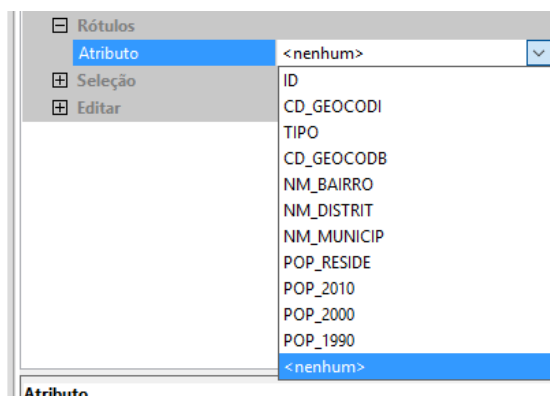 Rótulos
Atributo <nenhum>
Seleção ID
Editar CD_GEOCODI
TIPO
CD_GEOCODB
NM_BAIRRO
NM_DISTRIT
NM_MUNICIP
POP_RESIDE
POP_2010
POP_2000
POP_1990
<nenhum>
Atributo